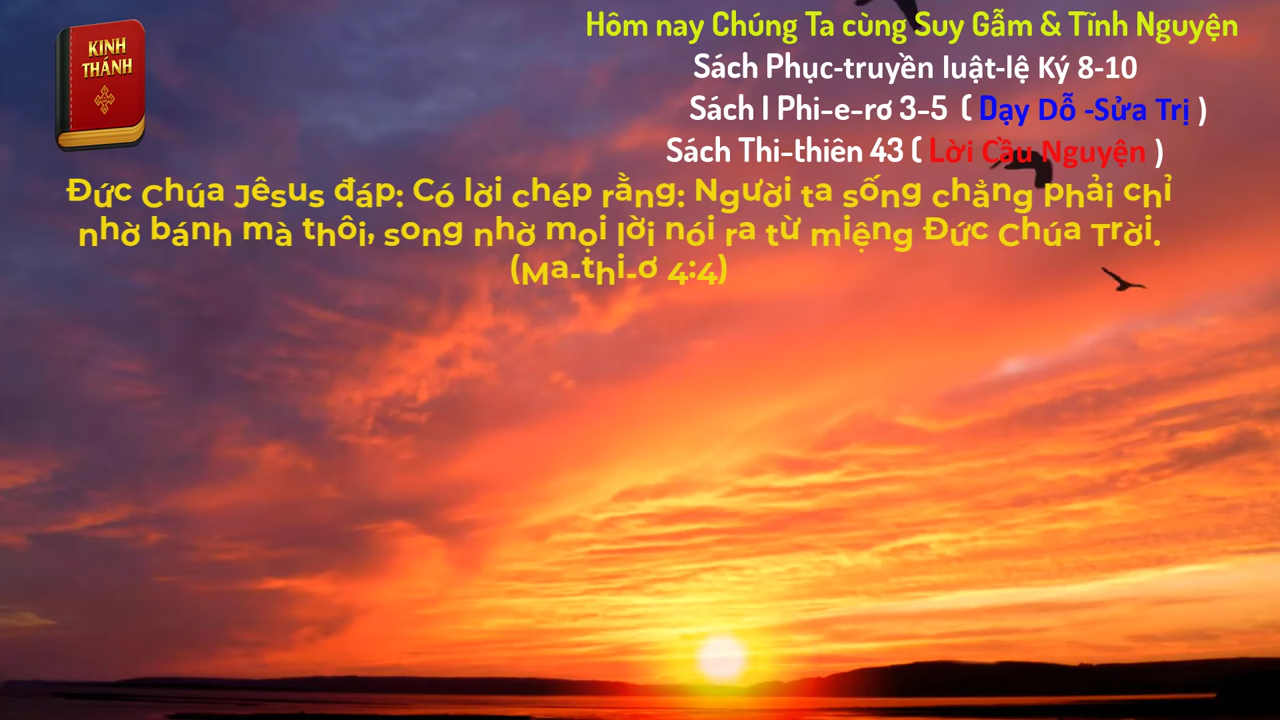 KINH
THÁNH
Hôm nay Chúng Ta cùng Suy Gẫm & Tĩnh Nguyện
Sách Phục-truyền luật-lệ Ký 8-10
Sách I Phi-e-rơ 3-5 ( Dạy Dỗ -Sửa Trị )
Sách Thi-thiên 43 ( Lời Cầu Nguyện )
Đức Chúa Jêsus đáp: Có lời chép rằng: Người ta sống chẳng phải chỉ
nhờ bánh mà thôi, song nhờ mọi lời nói ra từ miệng Đức Chúa Trời.
(Ma-thi-ơ 4:4)